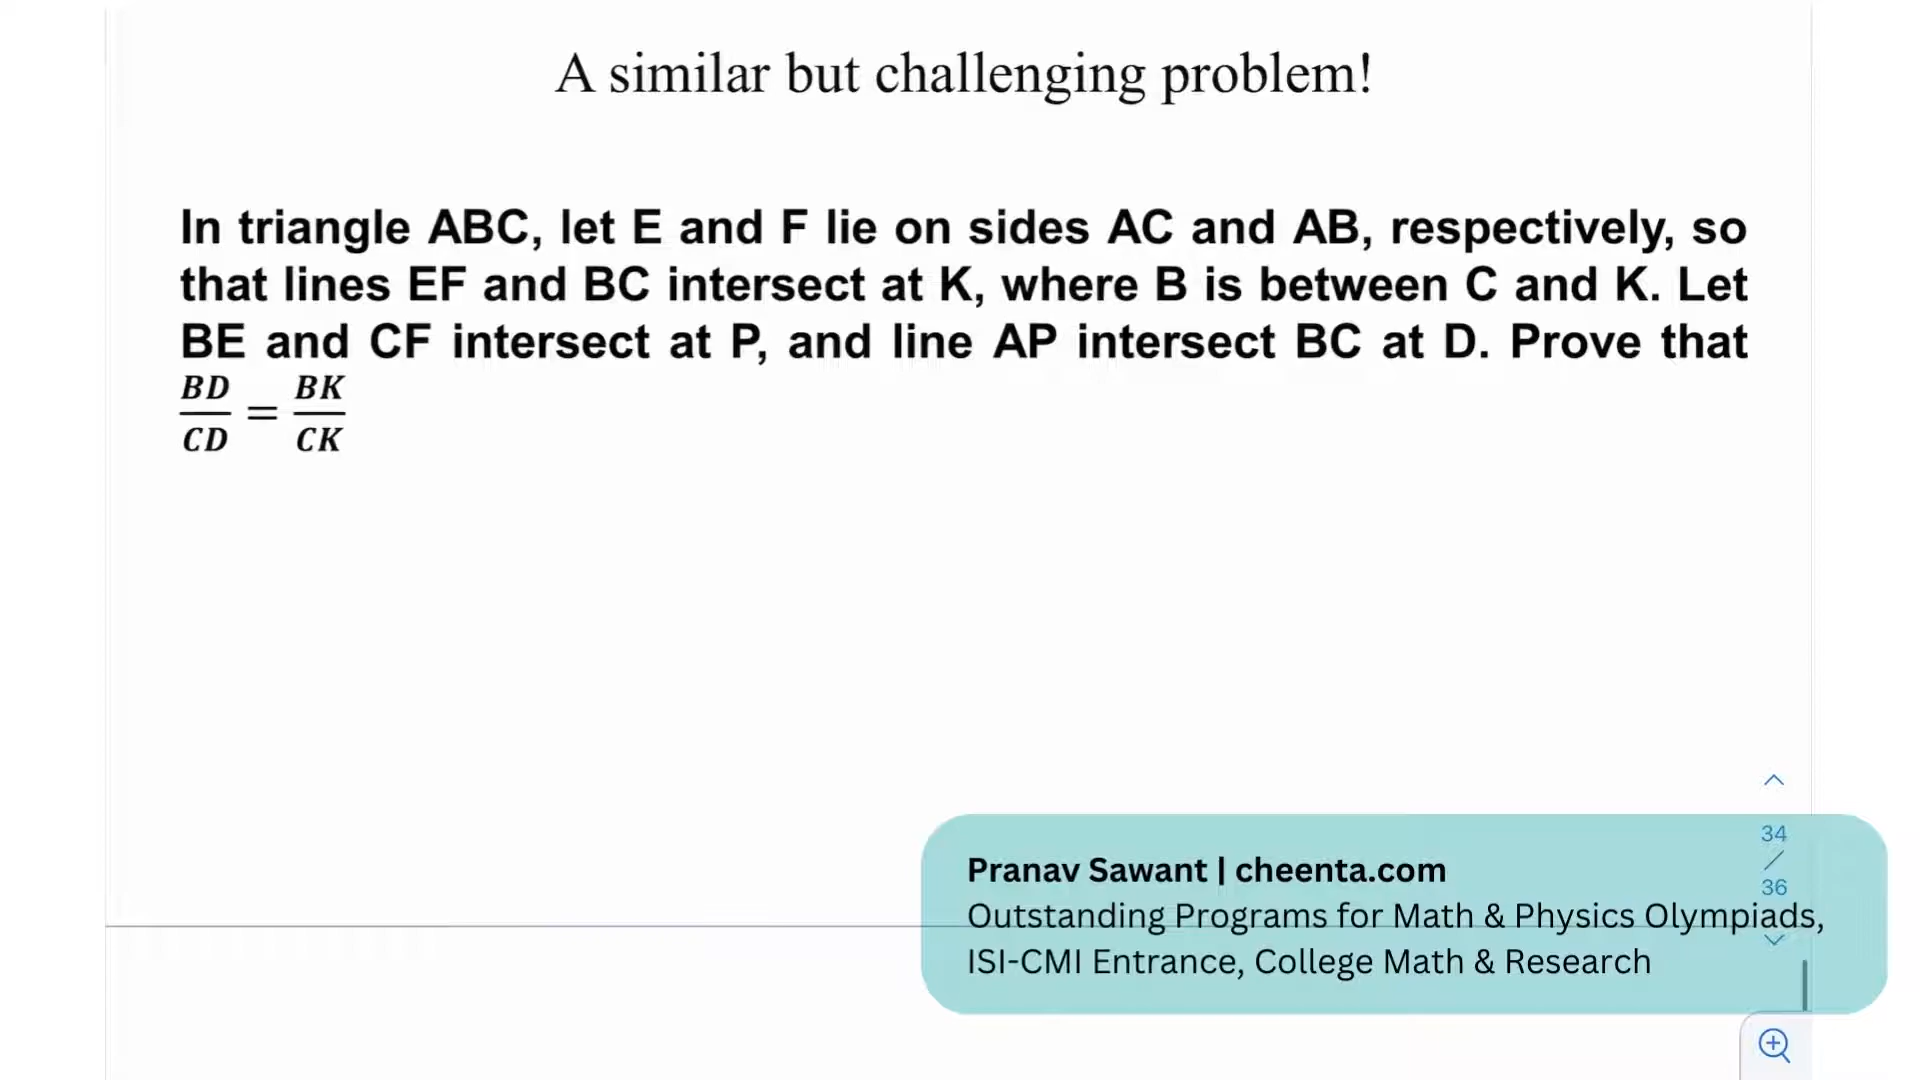 A similar but challenging problem!
In triangle ABC, let E and F lie on sides AC and AB, respectively, so
that lines EF and BC intersect at K, where B is between C and K. Let
BE and CF intersect at P, and line AP intersect BC at D. Prove that
BD/CD = BK/CK
34
/
36
Pranav Sawant | cheenta.com
Outstanding Programs for Math & Physics Olympiads,
ISI-CMI Entrance, College Math & Research